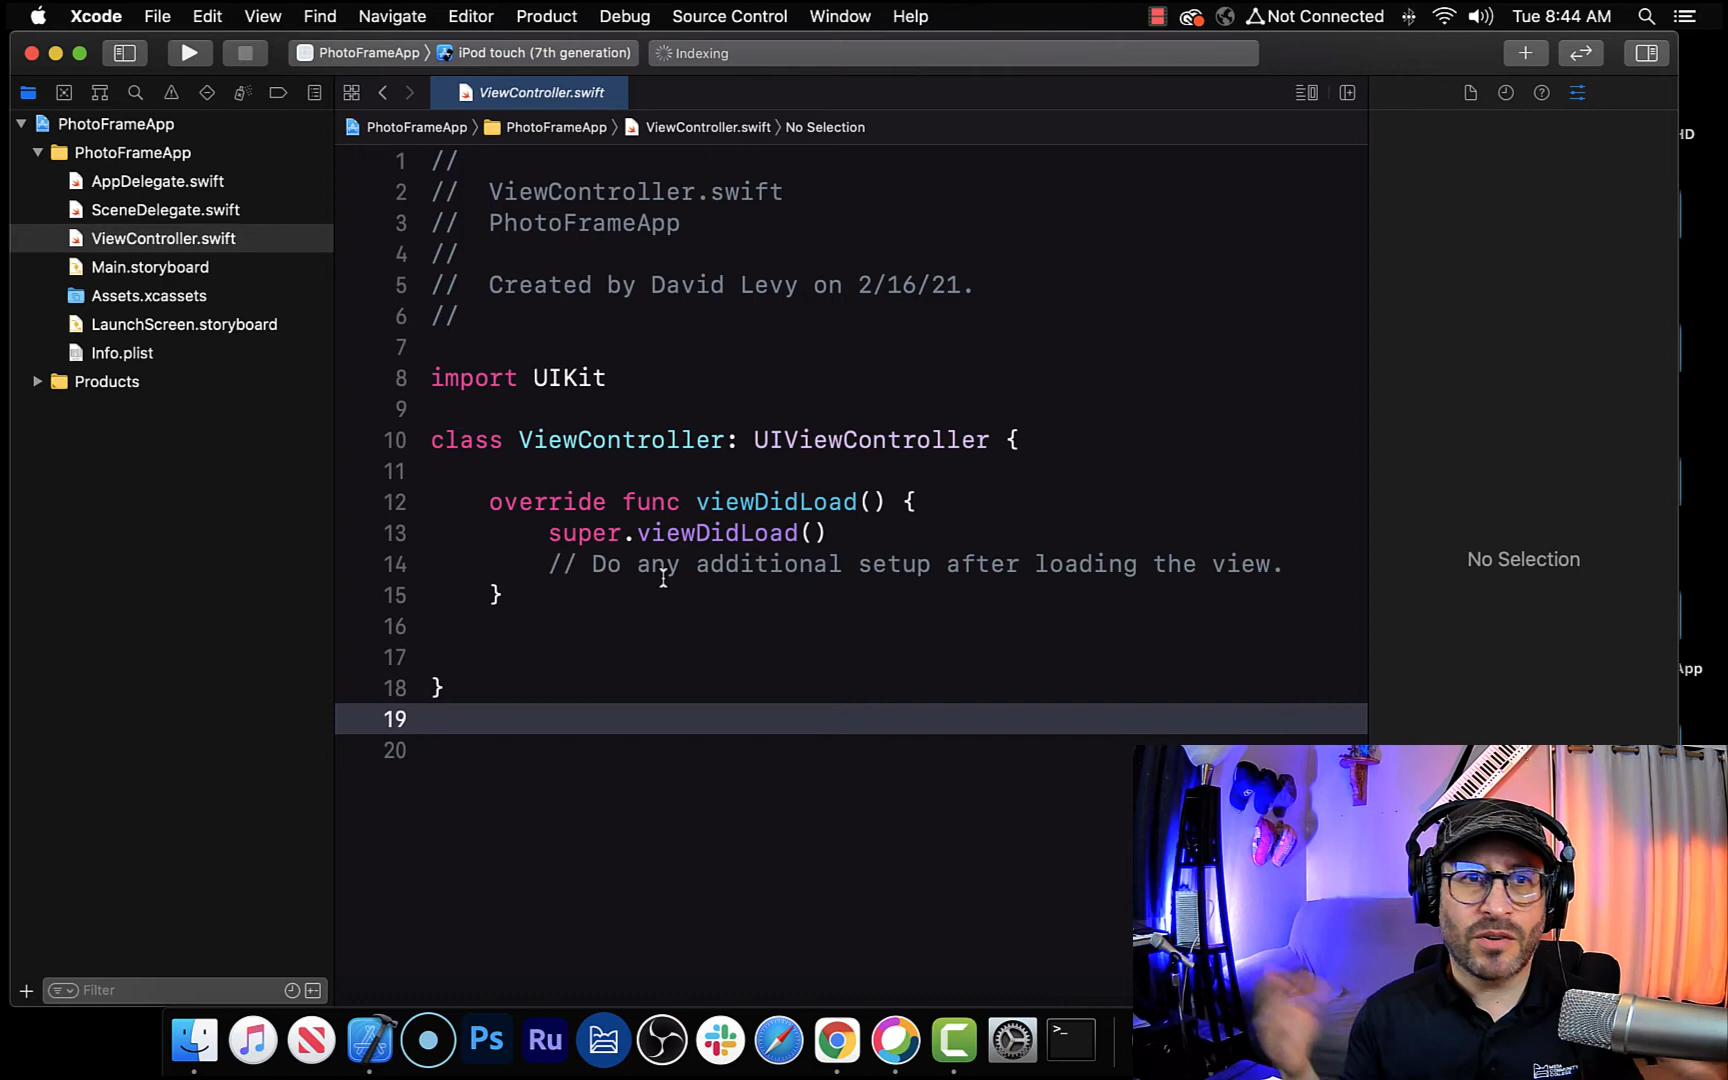 Xcode File Edit View Find Navigate Editor Product Debug Source Control Window Help Not Connected Tue 8:44 AM
PhotoFrameApp iPod touch (7th generation) Indexing
ViewController.swift
PhotoFrameApp PhotoFrameApp ViewController.swift No Selection
PhotoFrameApp
PhotoFrameApp
AppDelegate.swift
SceneDelegate.swift
ViewController.swift
Main.storyboard
Assets.xcassets
LaunchScreen.storyboard
Info.plist
Products
1 //
2 // ViewController.swift
3 // PhotoFrameApp
4 //
5 // Created by David Levy on 2/16/21.
6 //
7
8 import UIKit
9
10 class ViewController: UIViewController {
11
12 override func viewDidLoad() {
13 super.viewDidLoad()
14 // Do any additional setup after loading the view.
15 }
16
17
18 }
19
20
No Selection
HD
App
Filter
Ps Ru